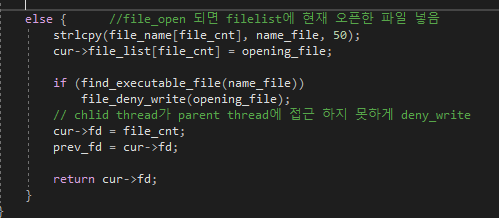 else {      //file_open 되면 filelist에 현재 오픈한 파일 넣음
strlcpy(file_name[file_cnt], name_file, 50);
cur->file_list[file_cnt] = opening_file;
if (find_executable_file(name_file))
file_deny_write(opening_file);
// chlid thread가 parent thread에 접근 하지 못하게 deny_write
cur->fd = file_cnt;
prev_fd = cur->fd;
return cur->fd;
}
}